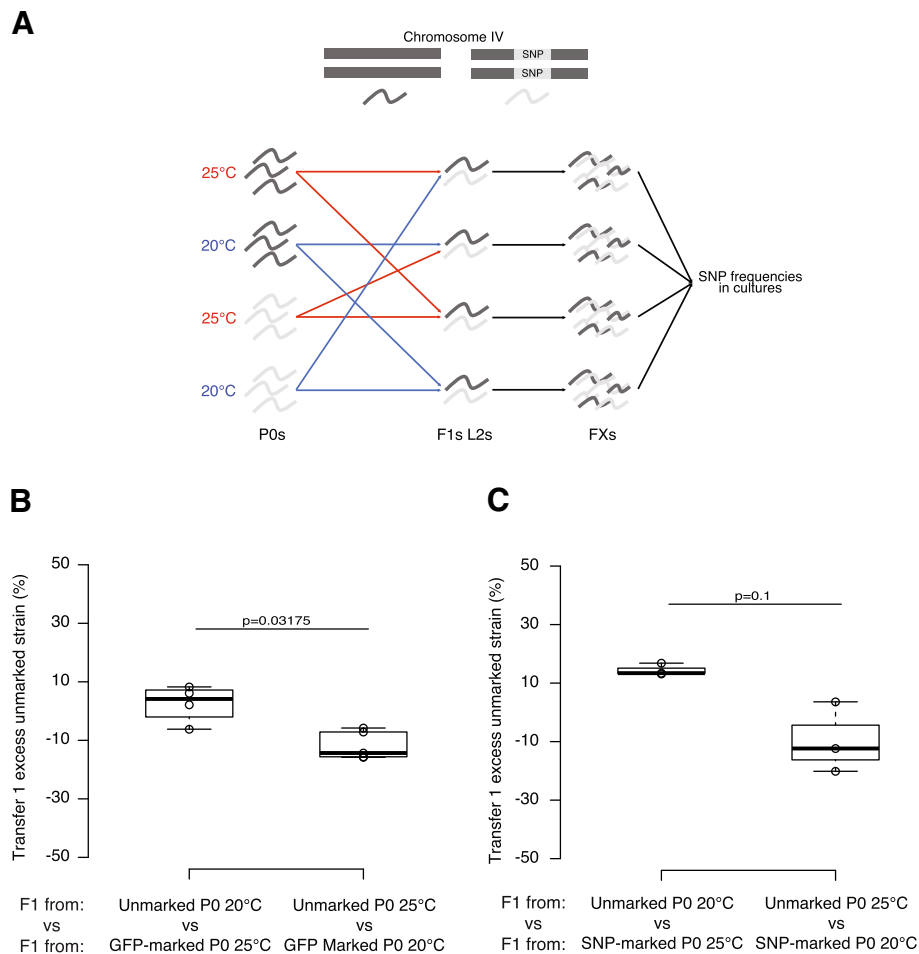 A
Chromosome IV
SNP
SNP
25°C
20°C
25°C
20°C
SNP frequencies
in cultures
P0s
F1s L2s
FXs
B
Transfer 1 excess unmarked strain (%)
50
30
10
-10
-30
-50
p=0.03175
F1 from:
vs
F1 from:
Unmarked P0 20°C
vs
GFP-marked P0 25°C
Unmarked P0 25°C
vs
GFP Marked P0 20°C
C
Transfer 1 excess unmarked strain (%)
50
30
10
-10
-30
-50
p=0.1
F1 from:
vs
F1 from:
Unmarked P0 20°C
vs
SNP-marked P0 25°C
Unmarked P0 25°C
vs
SNP-marked P0 20°C